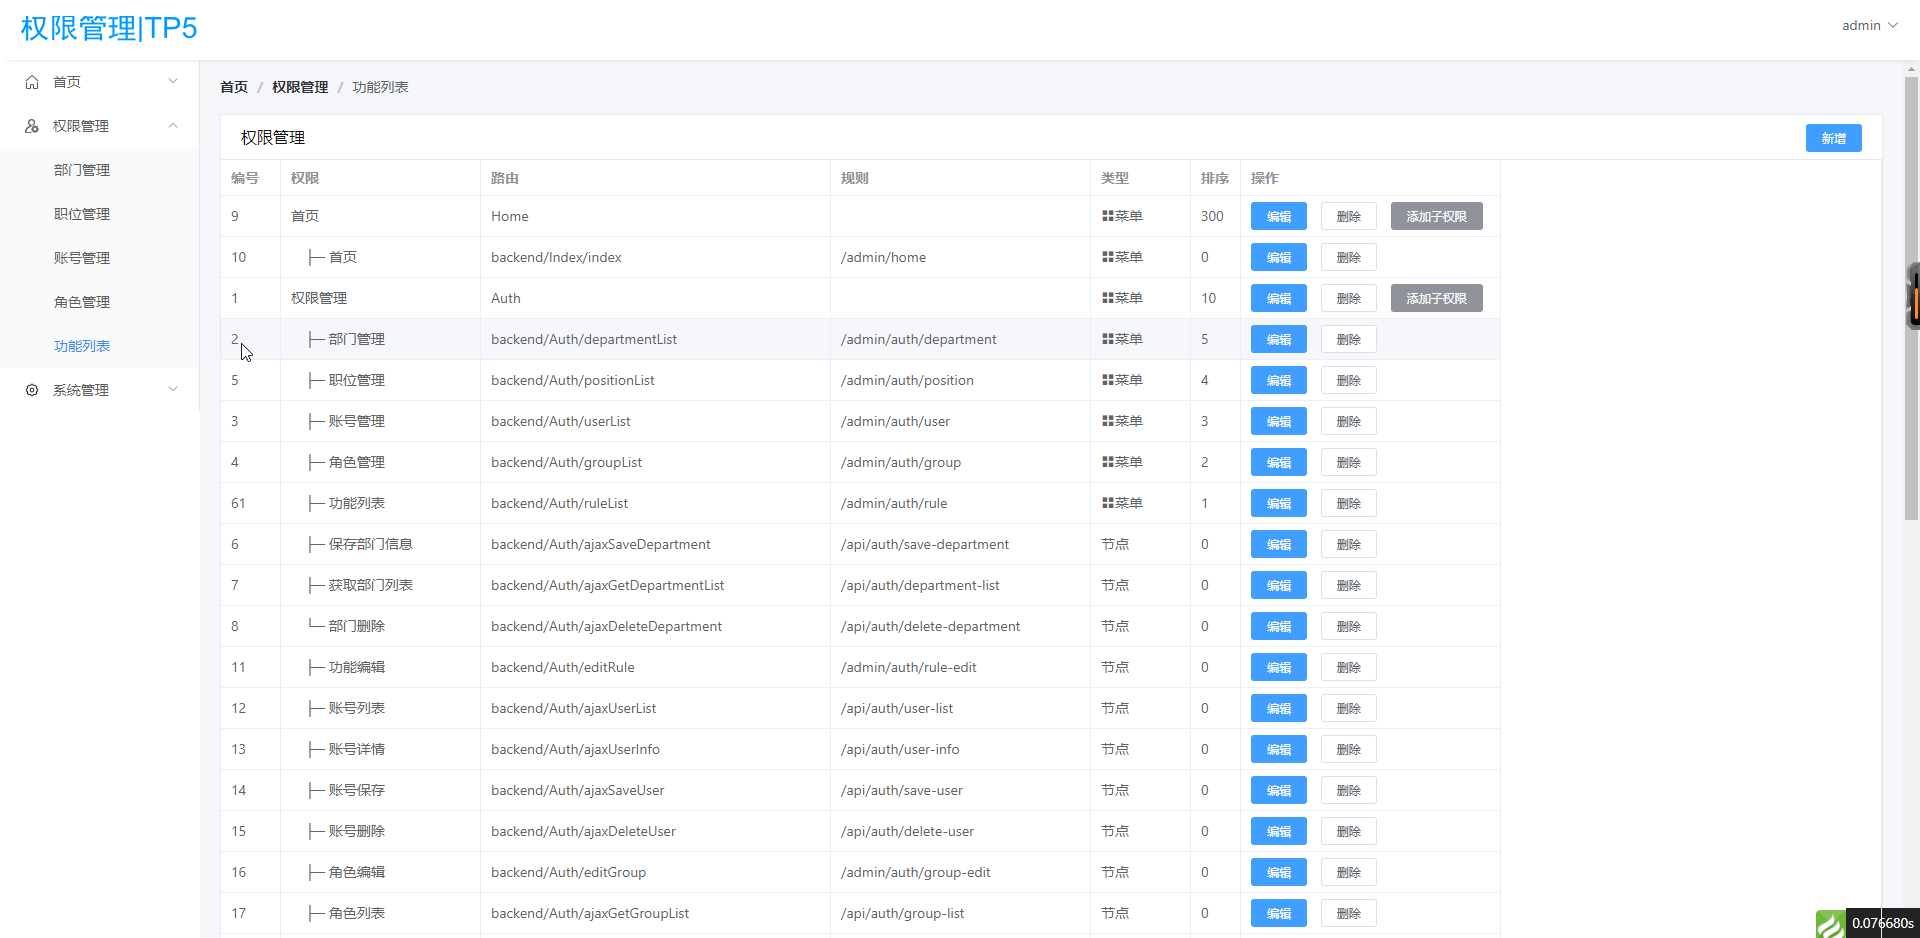 权限管理|TP5
admin
首页
权限管理
部门管理
职位管理
账号管理
角色管理
功能列表
系统管理
首页 / 权限管理 / 功能列表
权限管理 新增
编号 权限 路由 规则 类型 排序 操作
9 首页 Home 菜单 300 编辑 删除 添加子权限
10 ├─ 首页 backend/Index/index /admin/home 菜单 0 编辑 删除
1 权限管理 Auth 菜单 10 编辑 删除 添加子权限
2 ├─ 部门管理 backend/Auth/departmentList /admin/auth/department 菜单 5 编辑 删除
5 ├─ 职位管理 backend/Auth/positionList /admin/auth/position 菜单 4 编辑 删除
3 ├─ 账号管理 backend/Auth/userList /admin/auth/user 菜单 3 编辑 删除
4 ├─ 角色管理 backend/Auth/groupList /admin/auth/group 菜单 2 编辑 删除
61 ├─ 功能列表 backend/Auth/ruleList /admin/auth/rule 菜单 1 编辑 删除
6 ├─ 保存部门信息 backend/Auth/ajaxSaveDepartment /api/auth/save-department 节点 0 编辑 删除
7 ├─ 获取部门列表 backend/Auth/ajaxGetDepartmentList /api/auth/department-list 节点 0 编辑 删除
8 └─ 部门删除 backend/Auth/ajaxDeleteDepartment /api/auth/delete-department 节点 0 编辑 删除
11 ├─ 功能编辑 backend/Auth/editRule /admin/auth/rule-edit 节点 0 编辑 删除
12 ├─ 账号列表 backend/Auth/ajaxUserList /api/auth/user-list 节点 0 编辑 删除
13 ├─ 账号详情 backend/Auth/ajaxUserInfo /api/auth/user-info 节点 0 编辑 删除
14 ├─ 账号保存 backend/Auth/ajaxSaveUser /api/auth/save-user 节点 0 编辑 删除
15 ├─ 账号删除 backend/Auth/ajaxDeleteUser /api/auth/delete-user 节点 0 编辑 删除
16 ├─ 角色编辑 backend/Auth/editGroup /admin/auth/group-edit 节点 0 编辑 删除
17 ├─ 角色列表 backend/Auth/ajaxGetGroupList /api/auth/group-list 节点 0 编辑 删除
0.076680s